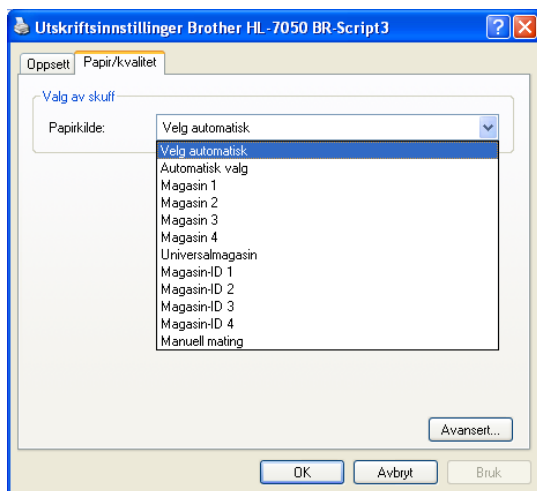 Utskriftsinnstillinger Brother HL-7050 BR-Script3
Oppsett Papir/kvalitet
Valg av skuff
Papirkilde: Velg automatisk
Velg automatisk
Automatisk valg
Magasin 1
Magasin 2
Magasin 3
Magasin 4
Universalmagasin
Magasin-ID 1
Magasin-ID 2
Magasin-ID 3
Magasin-ID 4
Manuell mating
Avansert...
OK Avbryt Bruk